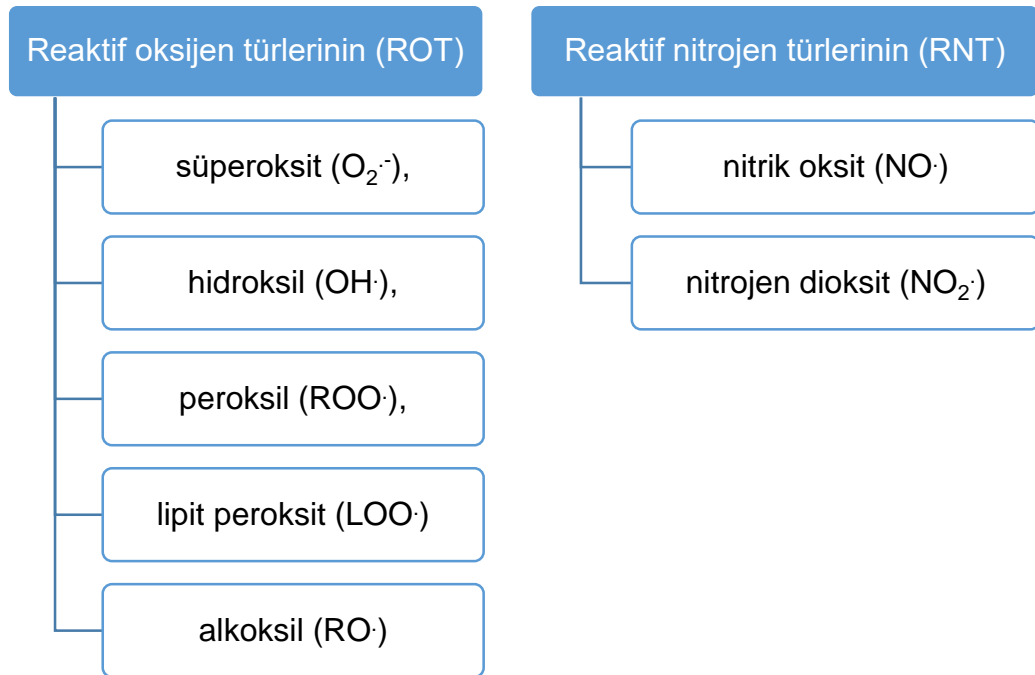 Reaktif oksijen türlerinin (ROT)
süperoksit (O₂·-),
hidroksil (OH·),
peroksil (ROO·),
lipit peroksit (LOO·)
alkoksil (RO·)
Reaktif nitrojen türlerinin (RNT)
nitrik oksit (NO·)
nitrojen dioksit (NO₂·)